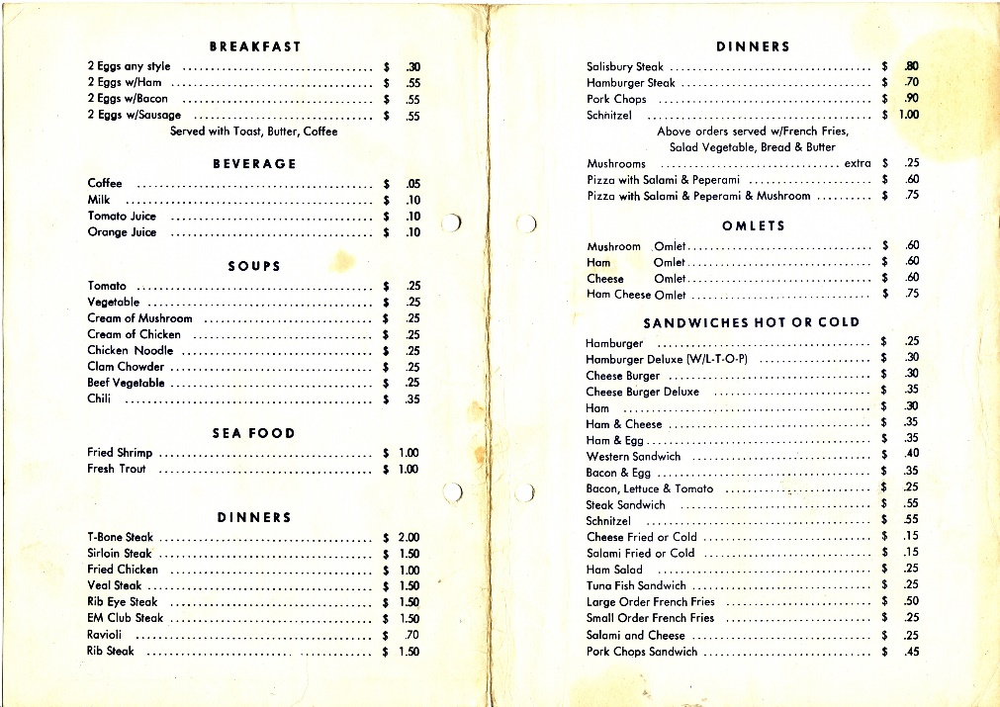 BREAKFAST
2 Eggs any style ................................ $ .30
2 Eggs w/Ham ................................ $ .55
2 Eggs w/Bacon ................................ $ .55
2 Eggs w/Sausage ................................ $ .55
Served with Toast, Butter, Coffee
BEVERAGE
Coffee ................................ $ .05
Milk ................................ $ .10
Tomato Juice ................................ $ .10
Orange Juice ................................ $ .10
SOUPS
Tomato ................................ $ .25
Vegetable ................................ $ .25
Cream of Mushroom ................................ $ .25
Cream of Chicken ................................ $ .25
Chicken Noodle ................................ $ .25
Clam Chowder ................................ $ .25
Beef Vegetable ................................ $ .25
Chili ................................ $ .35
SEA FOOD
Fried Shrimp ................................ $ 1.00
Fresh Trout ................................ $ 1.00
DINNERS
T-Bone Steak ................................ $ 2.00
Sirloin Steak ................................ $ 1.50
Fried Chicken ................................ $ 1.00
Veal Steak ................................ $ 1.50
Rib Eye Steak ................................ $ 1.50
EM Club Steak ................................ $ 1.50
Ravioli ................................ $ .70
Rib Steak ................................ $ 1.50
DINNERS
Salisbury Steak ................................ $ .80
Hamburger Steak ................................ $ .70
Pork Chops ................................ $ .90
Schnitzel ................................ $ 1.00
Above orders served w/French Fries,
Salad Vegetable, Bread & Butter
Mushrooms ................................ extra $ .25
Pizza with Salami & Peperami ..................... $ .60
Pizza with Salami & Peperami & Mushroom .......... $ .75
OMLETS
Mushroom Omlet ................................ $ .60
Ham Omlet ................................ $ .60
Cheese Omlet ................................ $ .60
Ham Cheese Omlet ................................ $ .75
SANDWICHES HOT OR COLD
Hamburger ................................ $ .25
Hamburger Deluxe (W/L-T-O-P) ................... $ .30
Cheese Burger ................................ $ .30
Cheese Burger Deluxe ........................... $ .35
Ham ................................ $ .30
Ham & Cheese ................................ $ .35
Ham & Egg ................................ $ .35
Western Sandwich ................................ $ .40
Bacon & Egg ................................ $ .35
Bacon, Lettuce & Tomato ......................... $ .25
Steak Sandwich ................................ $ .55
Schnitzel ................................ $ .55
Cheese Fried or Cold ............................ $ .15
Salami Fried or Cold ............................ $ .15
Ham Salad ................................ $ .25
Tuna Fish Sandwich ............................... $ .25
Large Order French Fries ......................... $ .50
Small Order French Fries ......................... $ .25
Salami and Cheese ................................ $ .25
Pork Chops Sandwich ............................ $ .45